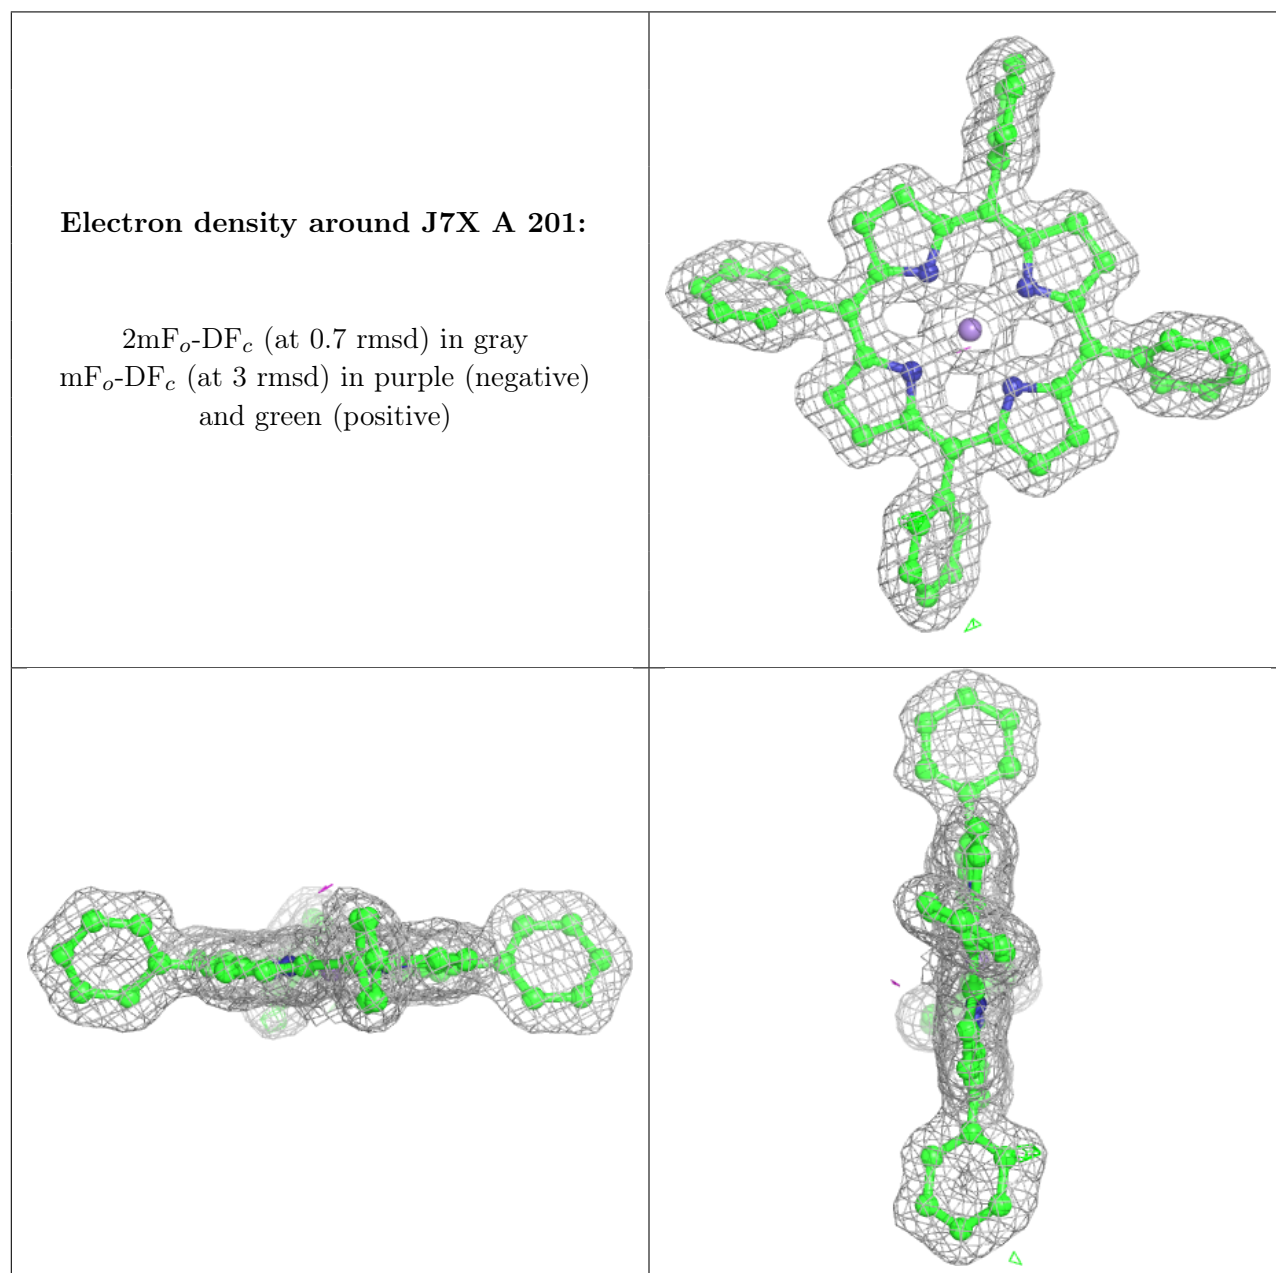 Electron density around J7X A 201:
2mFo-DFc (at 0.7 rmsd) in gray
mFo-DFc (at 3 rmsd) in purple (negative)
and green (positive)